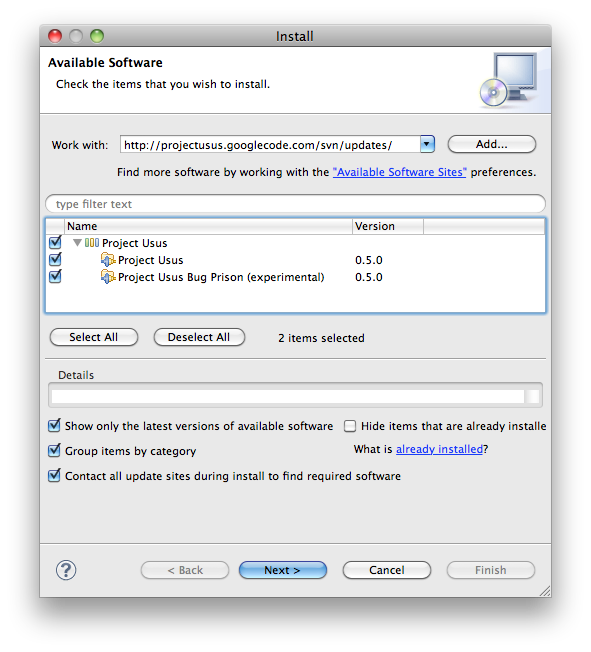 Install
Available Software
Check the items that you wish to install.
Work with: http://projectusus.googlecode.com/svn/updates/ Add...
Find more software by working with the "Available Software Sites" preferences.
type filter text
Name Version
Project Usus
Project Usus 0.5.0
Project Usus Bug Prison (experimental) 0.5.0
Select All Deselect All 2 items selected
Details
Show only the latest versions of available software Hide items that are already installe
Group items by category What is already installed?
Contact all update sites during install to find required software
? < Back Next > Cancel Finish